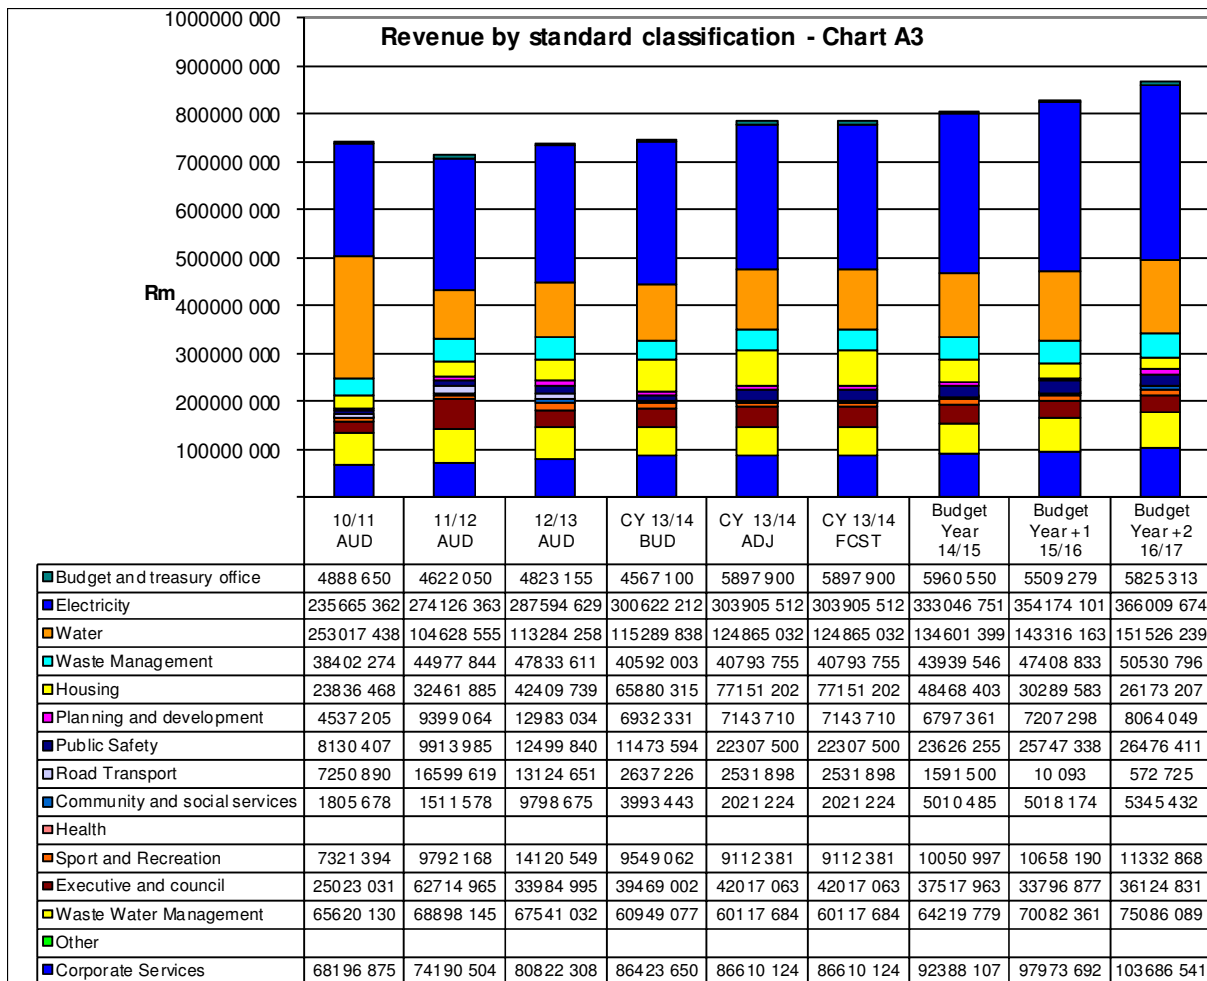 Revenue by standard classification - Chart A3
1000000 000
900000 000
800000 000
700000 000
600000 000
500000 000
400000 000
300000 000
200000 000
100000 000
Rm
10/11 AUD 11/12 AUD 12/13 AUD CY 13/14 BUD CY 13/14 ADJ CY 13/14 FCST Budget Year 14/15 Budget Year +1 15/16 Budget Year +2 16/17
Budget and treasury office 4888 650 4622 050 4823 155 4567 100 5897 900 5897 900 5960 550 5509 279 5825 313
Electricity 235665 362 274126 363 287594 629 300622 212 303905 512 303905 512 333046 751 354174 101 366009 674
Water 253017 438 104628 555 113284 258 115289 838 124865 032 124865 032 134601 399 143316 163 151526 239
Waste Management 38402 274 44977 844 47833 611 40592 003 40793 755 40793 755 43939 546 47408 833 50530 796
Housing 23836 468 32461 885 42409 739 65880 315 77151 202 77151 202 48468 403 30289 583 26173 207
Planning and development 4537 205 9399 064 12983 034 6932 331 7143 710 7143 710 6797 361 7207 298 8064 049
Public Safety 8130 407 9913 985 12499 840 11473 594 22307 500 22307 500 23626 255 25747 338 26476 411
Road Transport 7250 890 16599 619 13124 651 2637 226 2531 898 2531 898 1591 500 10 093 572 725
Community and social services 1805 678 1511 578 9798 675 3993 443 2021 224 2021 224 5010 485 5018 174 5345 432
Health
Sport and Recreation 7321 394 9792 168 14120 549 9549 062 9112 381 9112 381 10050 997 10658 190 11332 868
Executive and council 25023 031 62714 965 33984 995 39469 002 42017 063 42017 063 37517 963 33796 877 36124 831
Waste Water Management 65620 130 68898 145 67541 032 60949 077 60117 684 60117 684 64219 779 70082 361 75086 089
Other
Corporate Services 68196 875 74190 504 80822 308 86423 650 86610 124 86610 124 92388 107 97973 692 103686 541